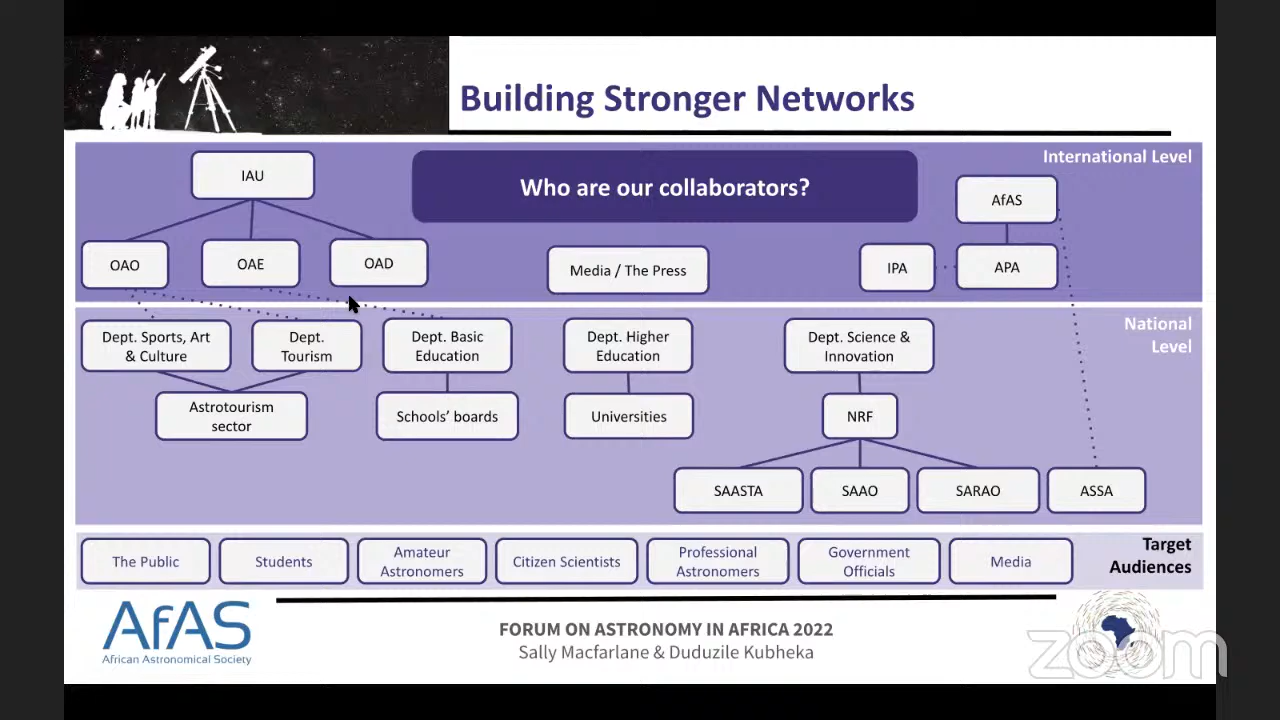 Building Stronger Networks
International Level
IAU
Who are our collaborators?
AfAS
OAO
OAE
OAD
Media / The Press
IPA
APA
National
Level
Dept. Sports, Art
& Culture
Dept.
Tourism
Dept. Basic
Education
Dept. Higher
Education
Dept. Science &
Innovation
Astrotourism
sector
Schools' boards
Universities
NRF
SAASTA
SAAO
SARAO
ASSA
Target
Audiences
The Public
Students
Amateur
Astronomers
Citizen Scientists
Professional
Astronomers
Government
Officials
Media
AfAS
African Astronomical Society
FORUM ON ASTRONOMY IN AFRICA 2022
Sally Macfarlane & Duduzile Kubheka
zoom